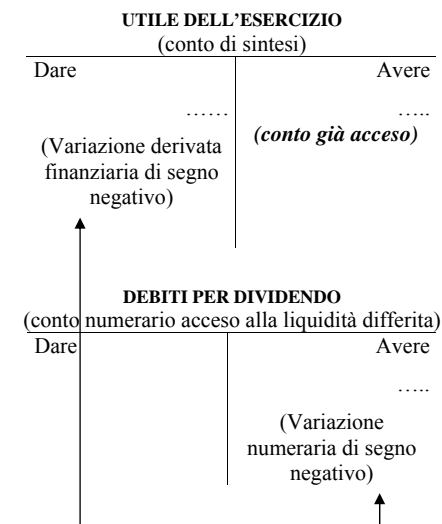 UTILE DELL’ESERCIZIO
(conto di sintesi)
Dare Avere
…… …..
(conto già acceso)
(Variazione derivata
finanziaria di segno
negativo)
DEBITI PER DIVIDENDO
(conto numerario acceso alla liquidità differita)
Dare Avere
…..
(Variazione
numeraria di segno
negativo)